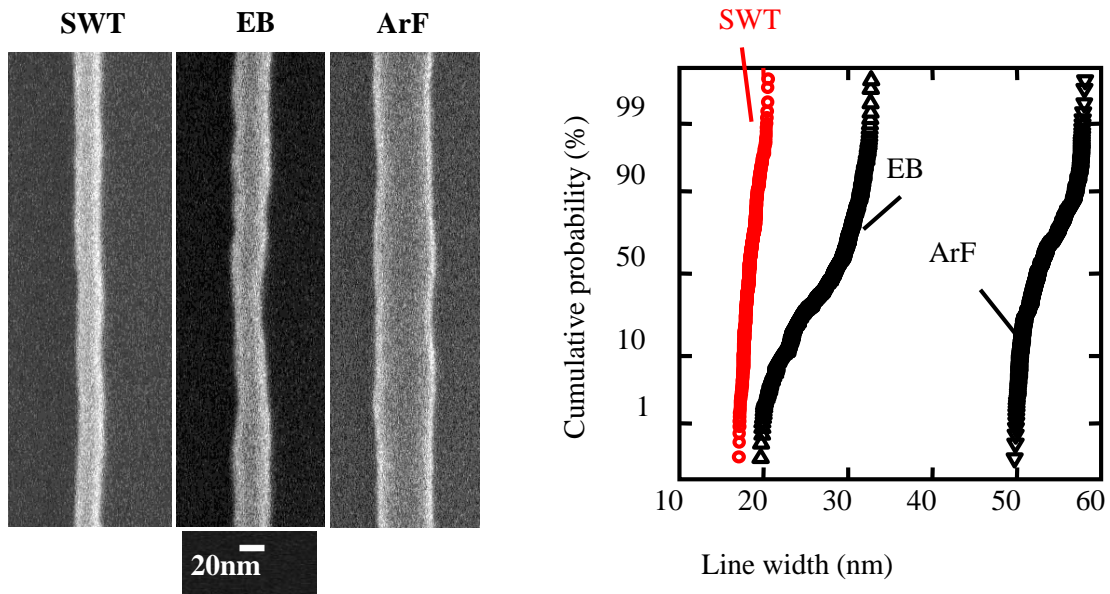 SWT EB ArF
20nm
SWT
EB
ArF
Cumulative probability (%)
99
90
50
10
1
10 20 30 40 50 60
Line width (nm)